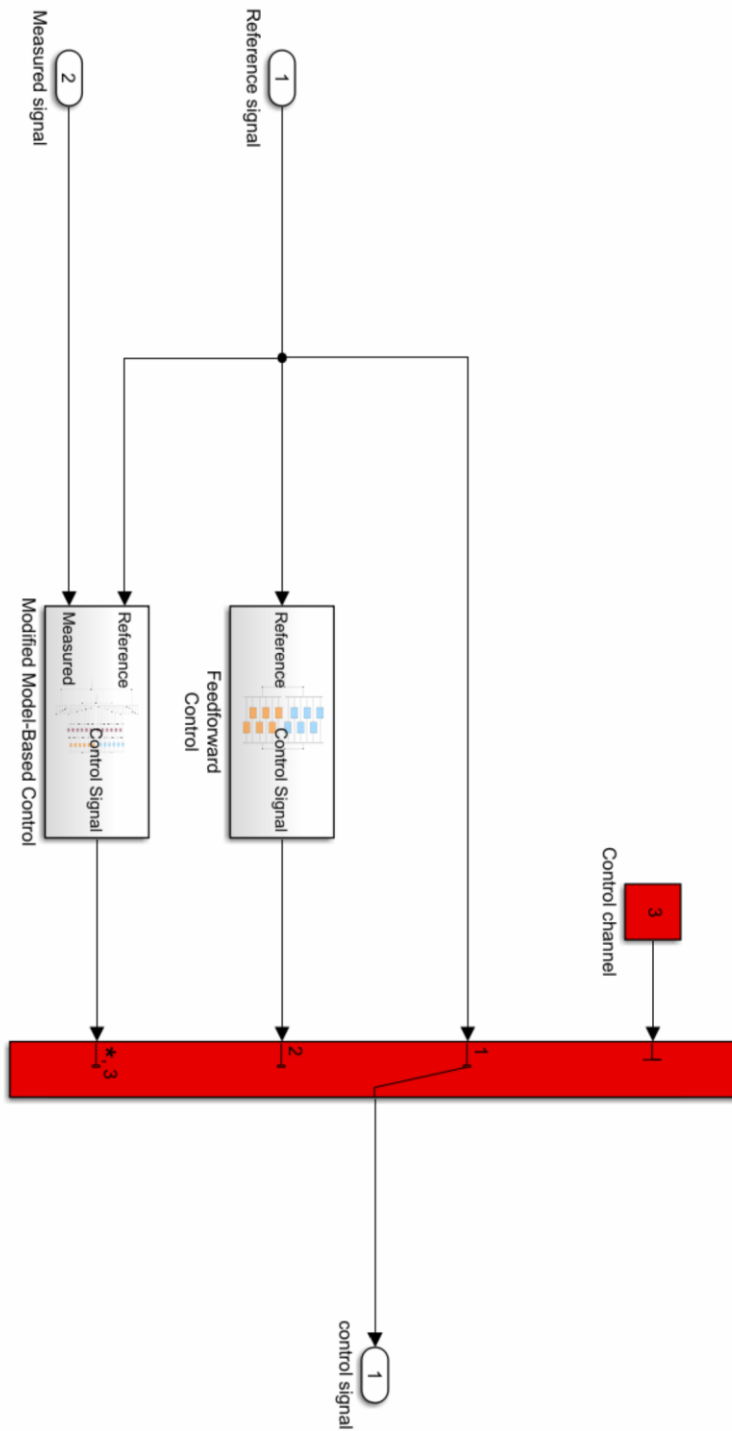 3
Control channel
1
Reference signal
2
Measured signal
Reference
Control Signal
Feedforward
Control
Reference
Measured
Control Signal
Modified Model-Based Control
1
2
*, 3
1
control signal